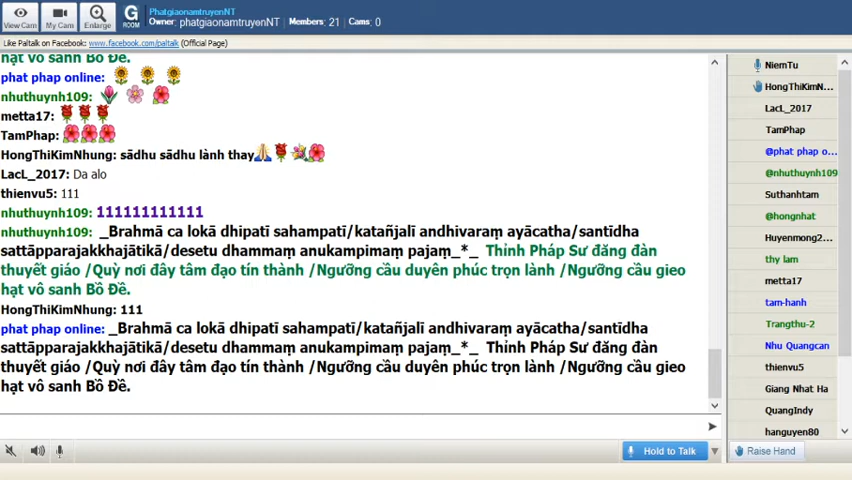 PhatgiaonamtruyenNT
Owner: phatgiaonamtruyenNT Members: 21 Cams: 0
View Cam My Cam Enlarge G ROOM
Like Paltalk on Facebook: www.facebook.com/paltalk (Official Page)
hạt vô sanh Bồ Đề.
phat phap online:
nhuthuynh109:
metta17:
TamPhap:
HongThiKimNhung: sādhu sādhu lành thay
LacL_2017: Da alo
thienvu5: 111
nhuthuynh109: 111111111111
nhuthuynh109: _Brahmā ca lokā dhipatī sahampatī/katañjalī andhivaraṃ ayācatha/santīdha
sattāpparajakkhajātikā/desetu dhammaṃ anukampimaṃ pajaṃ_*_ Thỉnh Pháp Sư đăng đàn
thuyết giáo /Quỳ nơi đây tâm đạo tín thành /Ngưỡng cầu duyên phúc trọn lành /Ngưỡng cầu gieo
hạt vô sanh Bồ Đề.
HongThiKimNhung: 111
phat phap online: _Brahmā ca lokā dhipatī sahampatī/katañjalī andhivaraṃ ayācatha/santīdha
sattāpparajakkhajātikā/desetu dhammaṃ anukampimaṃ pajaṃ_*_ Thỉnh Pháp Sư đăng đàn
thuyết giáo /Quỳ nơi đây tâm đạo tín thành /Ngưỡng cầu duyên phúc trọn lành /Ngưỡng cầu gieo
hạt vô sanh Bồ Đề.
NiemTu
HongThiKimN...
LacL_2017
TamPhap
@phat phap o...
@nhuthuynh109
Suthanhtam
@hongnhat
Huyenmong2...
thy lam
metta17
tam-hanh
Trangthu-2
Nhu Quangcan
thienvu5
Giang Nhat Ha
QuangIndy
hanguyen80
Hold to Talk
Raise Hand